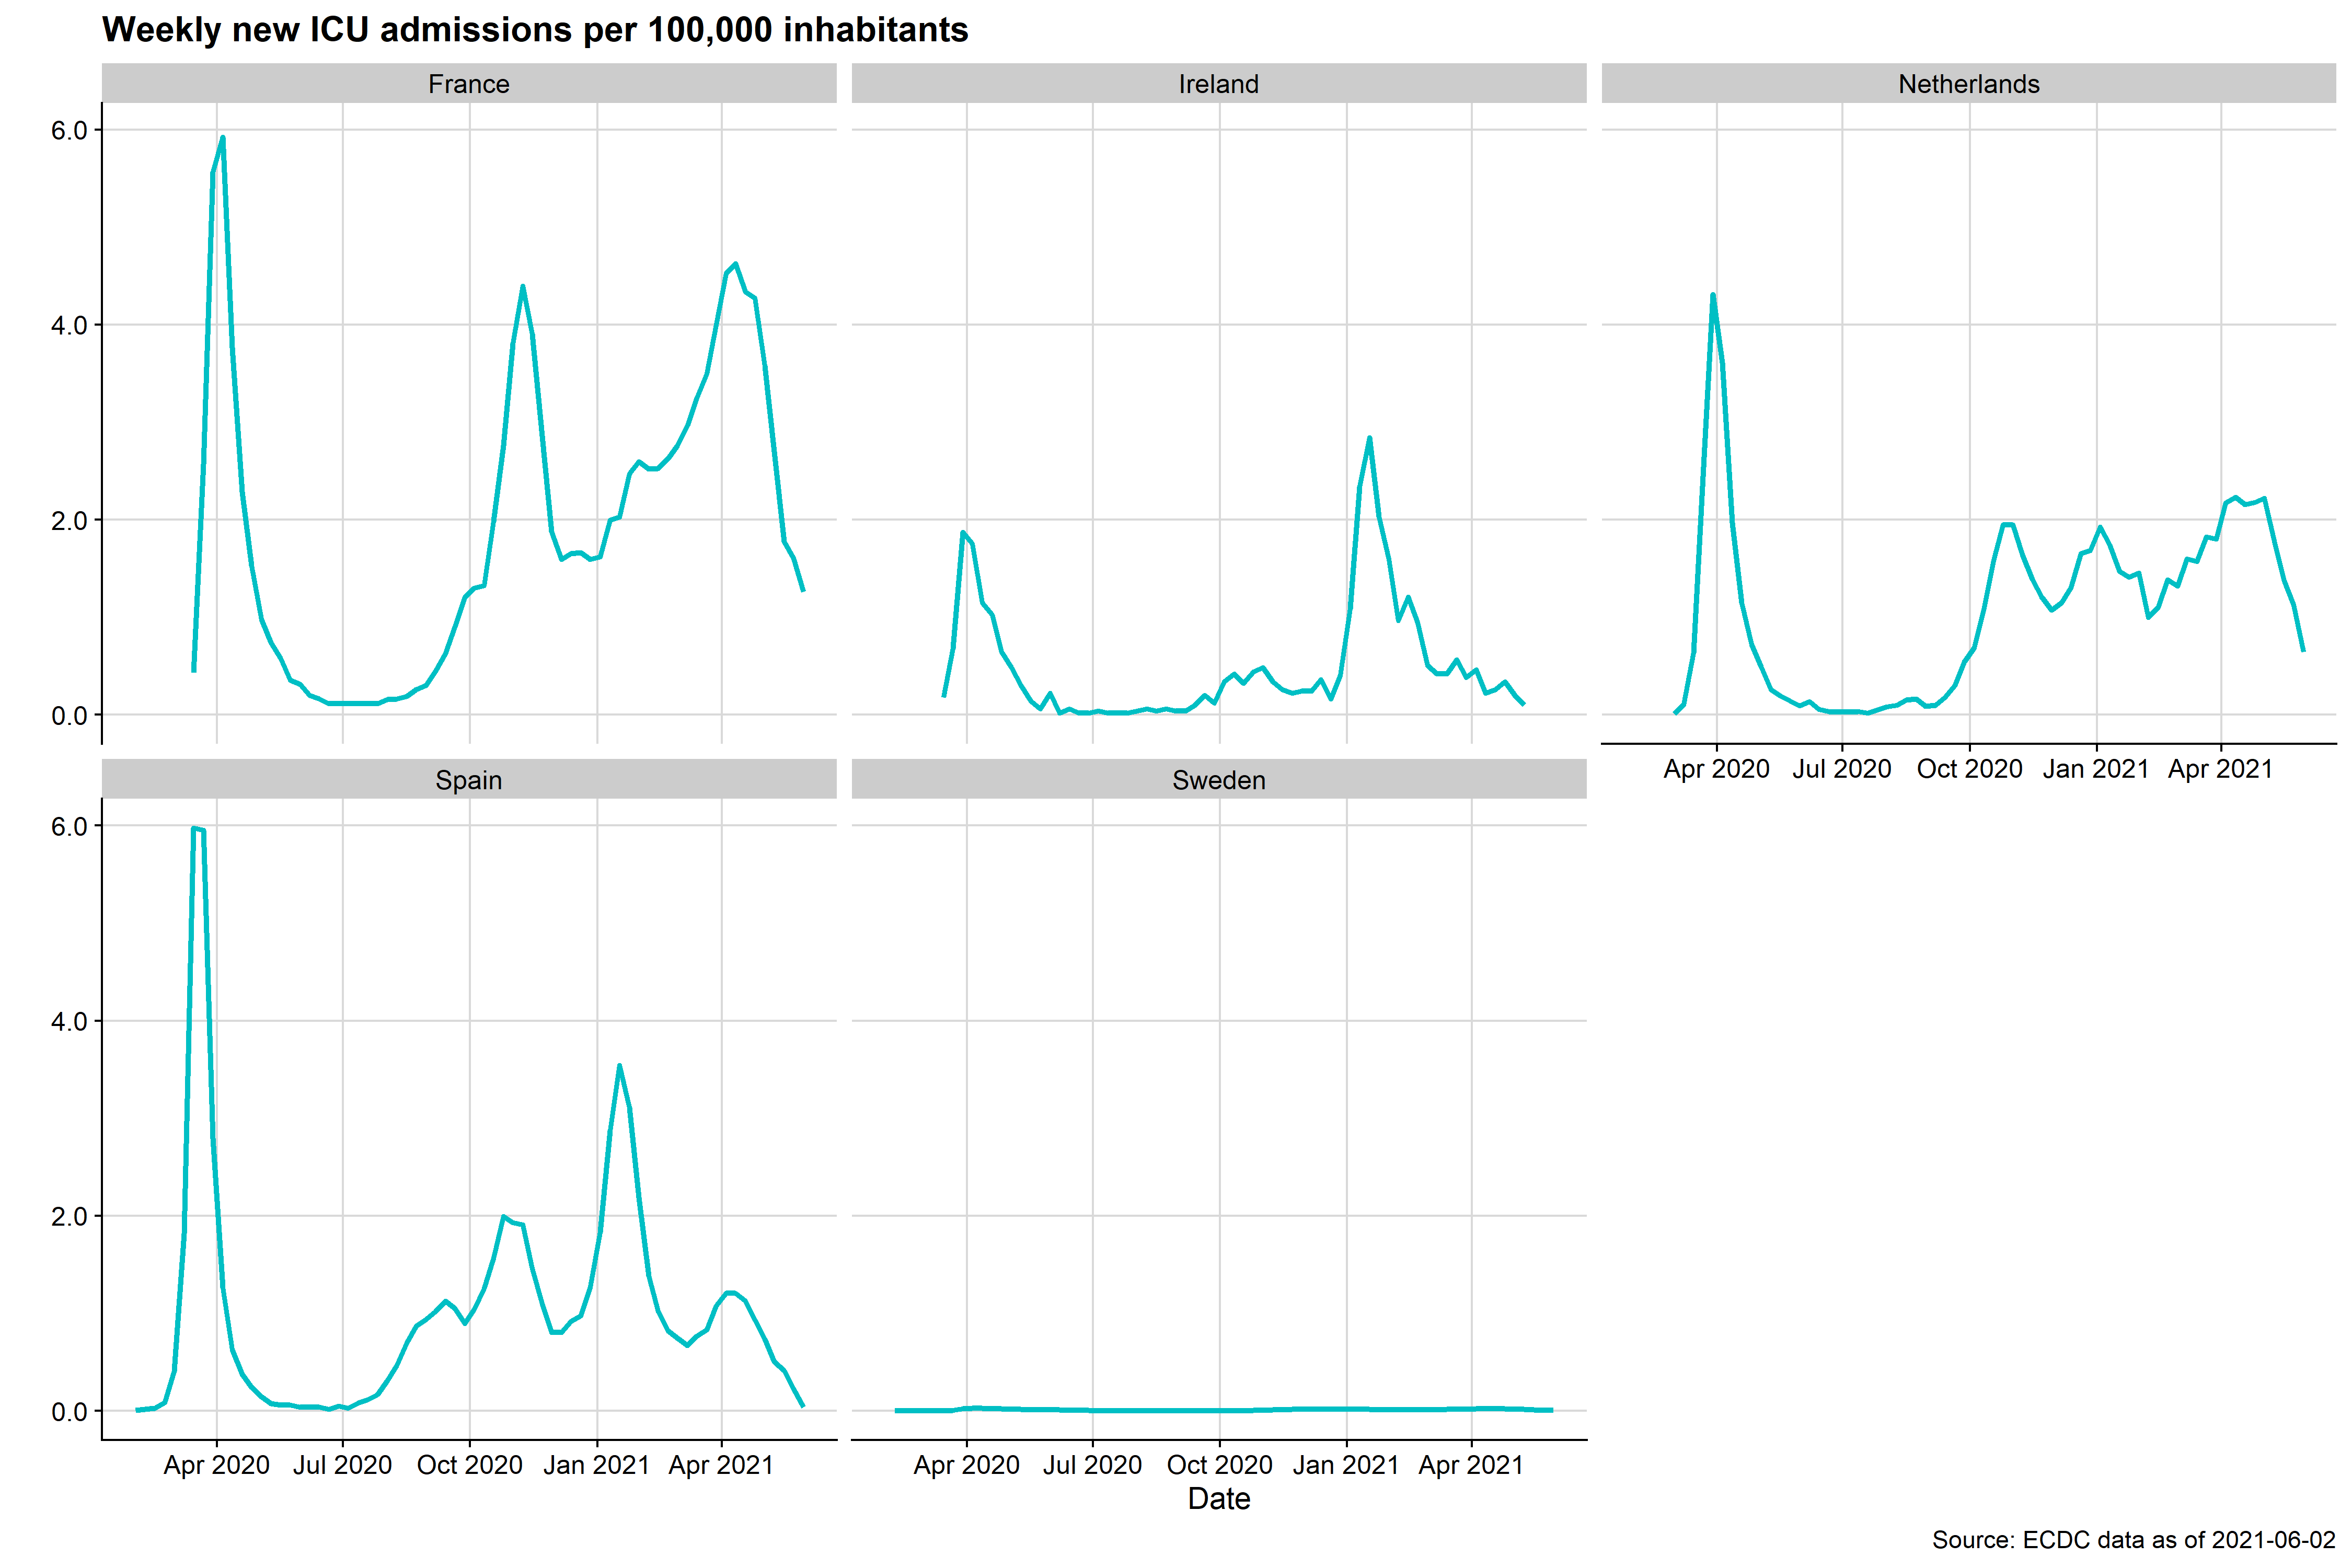 Weekly new ICU admissions per 100,000 inhabitants
France
Ireland
Netherlands
6.0
4.0
2.0
0.0
Apr 2020 Jul 2020 Oct 2020 Jan 2021 Apr 2021
Spain
Sweden
6.0
4.0
2.0
0.0
Apr 2020 Jul 2020 Oct 2020 Jan 2021 Apr 2021
Apr 2020 Jul 2020 Oct 2020 Jan 2021 Apr 2021
Date
Source: ECDC data as of 2021-06-02